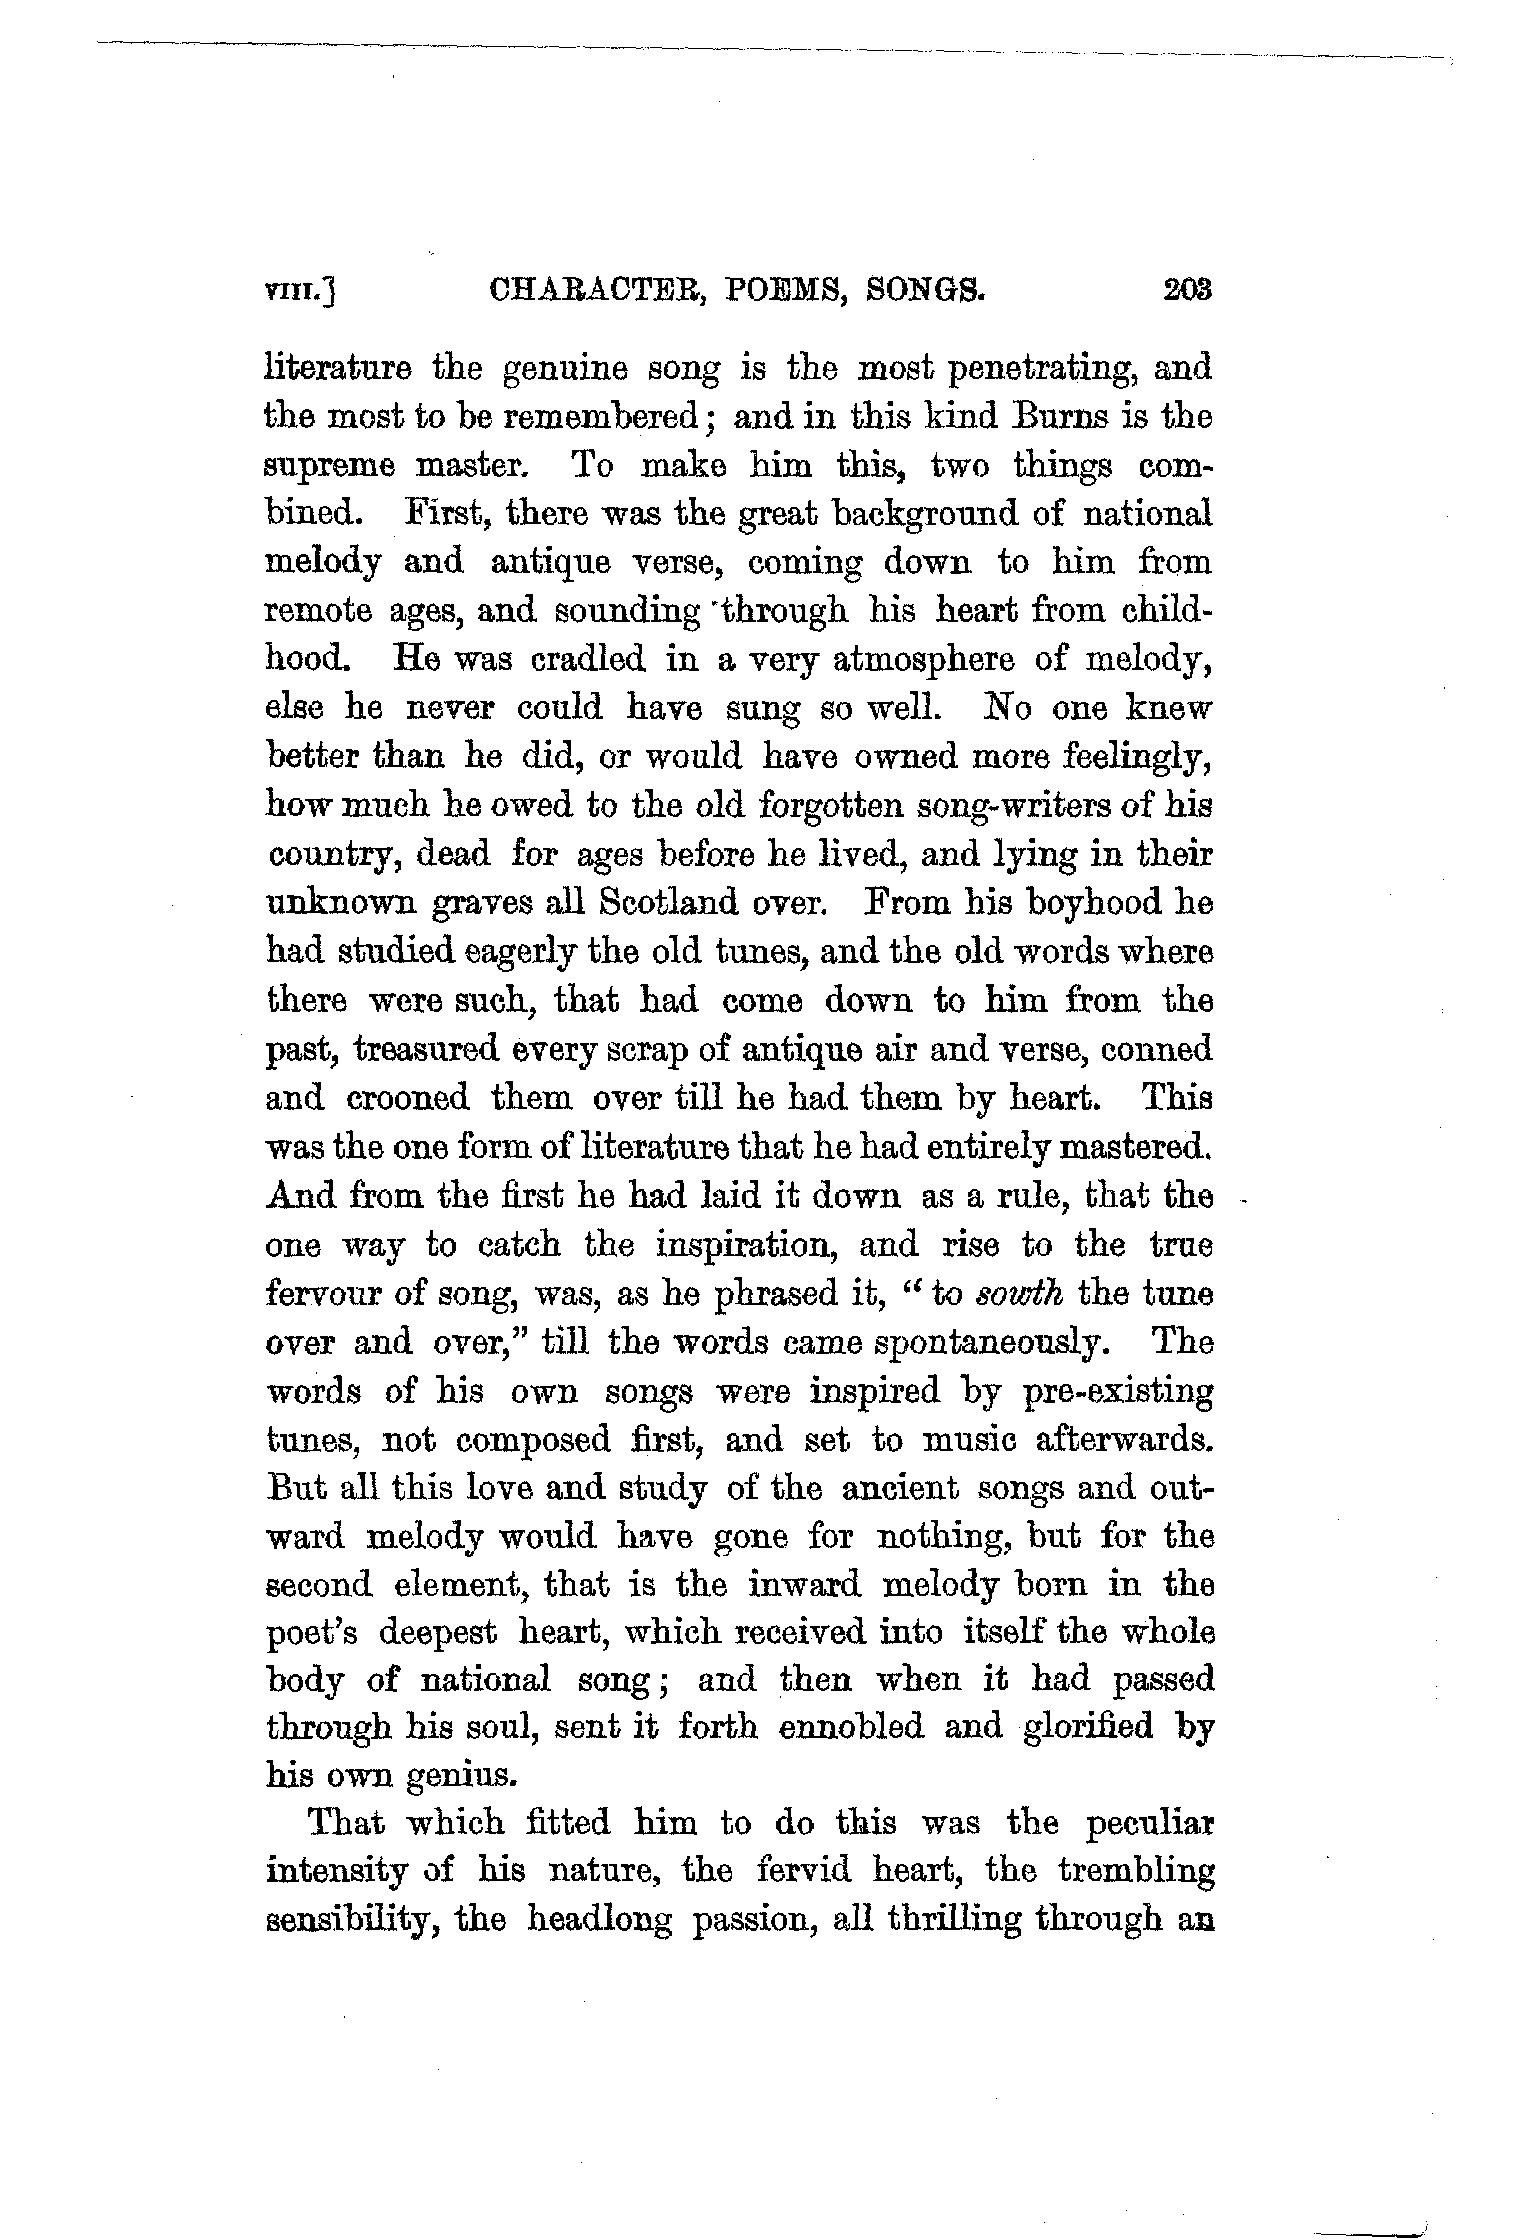 VIII.] CHARACTER, POEMS, SONGS. 203
literature the genuine song is the most penetrating, and
the most to be remembered; and in this kind Burns is the
supreme master. To make him this, two things com-
bined. First, there was the great background of national
melody and antique verse, coming down to him from
remote ages, and sounding through his heart from child-
hood. He was cradled in a very atmosphere of melody,
else he never could have sung so well. No one knew
better than he did, or would have owned more feelingly,
how much he owed to the old forgotten song-writers of his
country, dead for ages before he lived, and lying in their
unknown graves all Scotland over. From his boyhood he
had studied eagerly the old tunes, and the old words where
there were such, that had come down to him from the
past, treasured every scrap of antique air and verse, conned
and crooned them over till he had them by heart. This
was the one form of literature that he had entirely mastered.
And from the first he had laid it down as a rule, that the
one way to catch the inspiration, and rise to the true
fervour of song, was, as he phrased it, “to sowth the tune
over and over,” till the words came spontaneously. The
words of his own songs were inspired by pre-existing
tunes, not composed first, and set to music afterwards.
But all this love and study of the ancient songs and out-
ward melody would have gone for nothing, but for the
second element, that is the inward melody born in the
poet's deepest heart, which received into itself the whole
body of national song; and then when it had passed
through his soul, sent it forth ennobled and glorified by
his own genius.
That which fitted him to do this was the peculiar
intensity of his nature, the fervid heart, the trembling
sensibility, the headlong passion, all thrilling through an